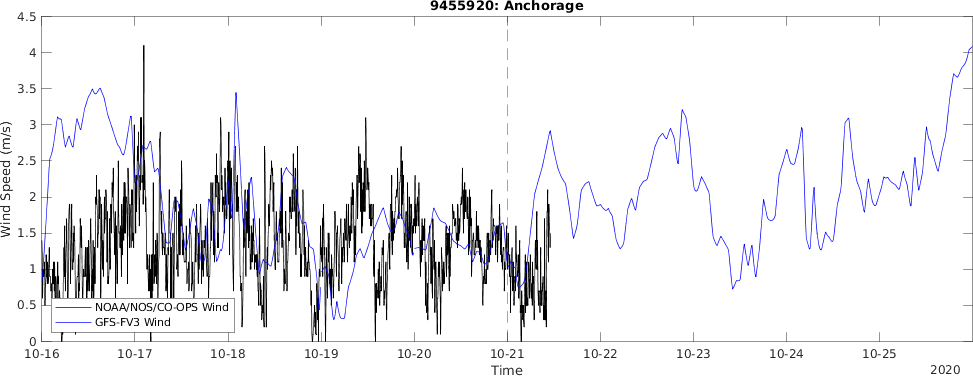 9455920: Anchorage
4.5
4
3.5
3
2.5
2
1.5
1
0.5
0
Wind Speed (m/s)
NOAA/NOS/CO-OPS Wind
GFS-FV3 Wind
10-16 10-17 10-18 10-19 10-20 10-21 10-22 10-23 10-24 10-25
Time
2020